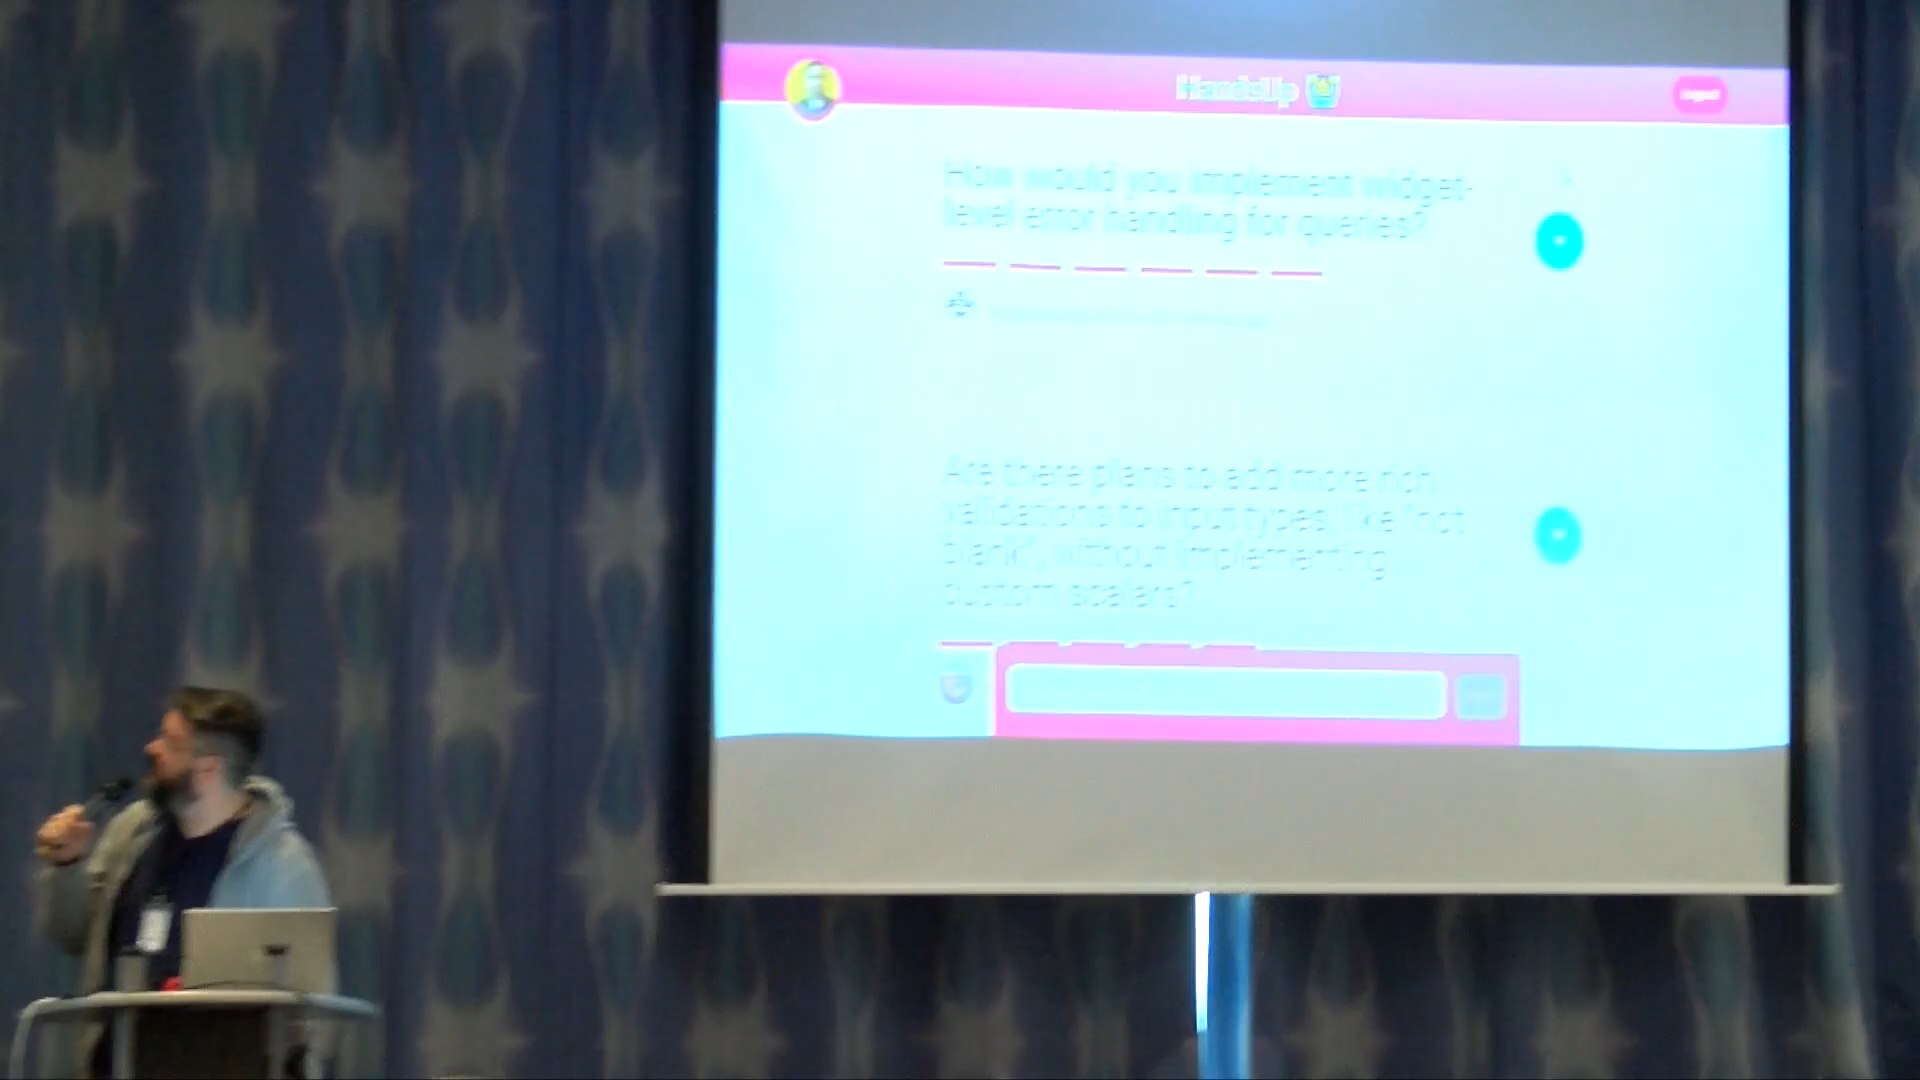 HandsUp
How would you implement widget-
level error handling for queries?
Are there plans to add more rich
validations to input types, like "not
blank", without implementing
custom scalars?